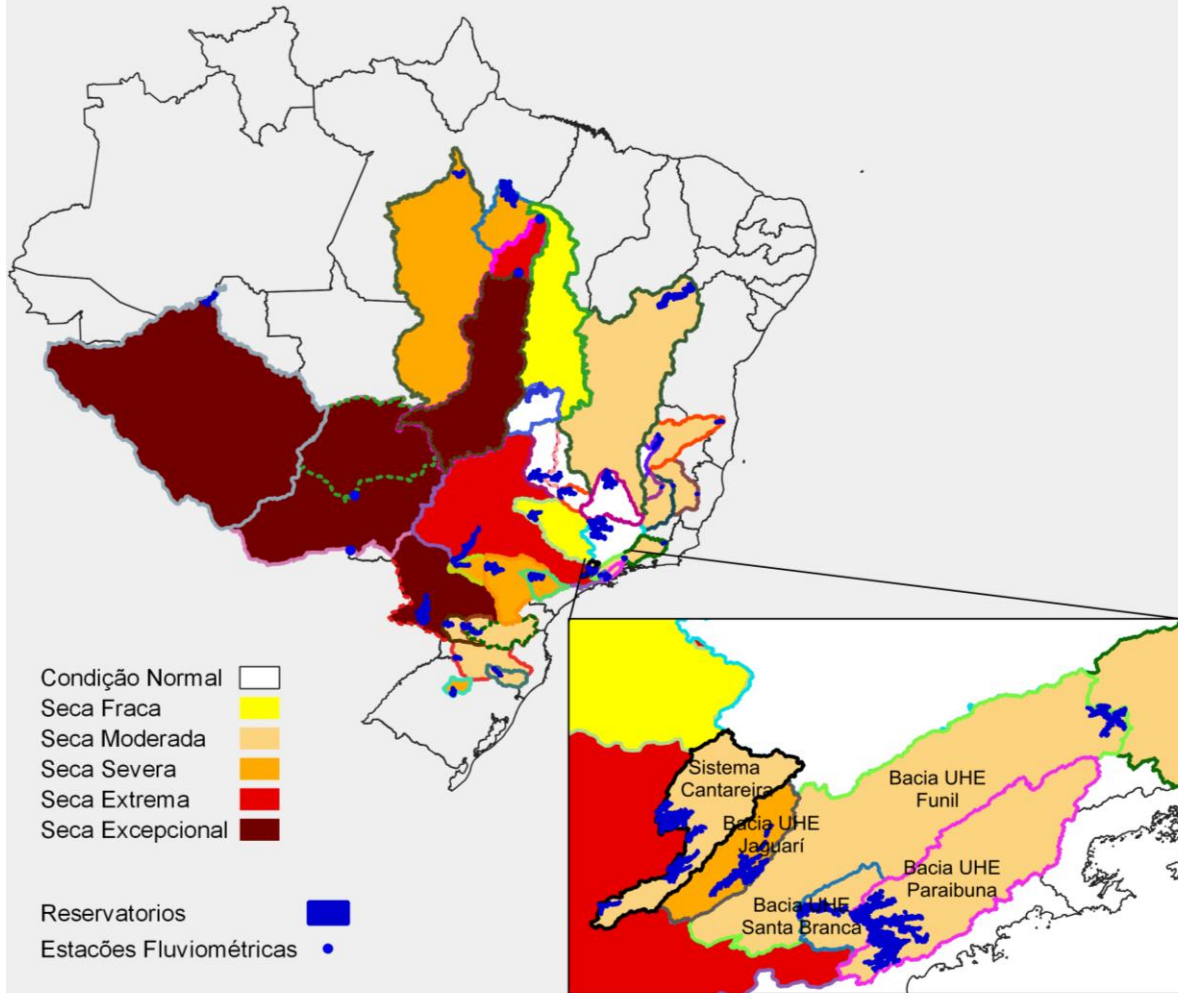 Condição Normal
Seca Fraca
Seca Moderada
Seca Severa
Seca Extrema
Seca Excepcional
Reservatorios
Estacões Fluviométricas
Sistema
Cantareira
Bacia UHE
Jaguarí
Bacia UHE
Funil
Bacia UHE
Paraibuna
Bacia UHE
Santa Branca